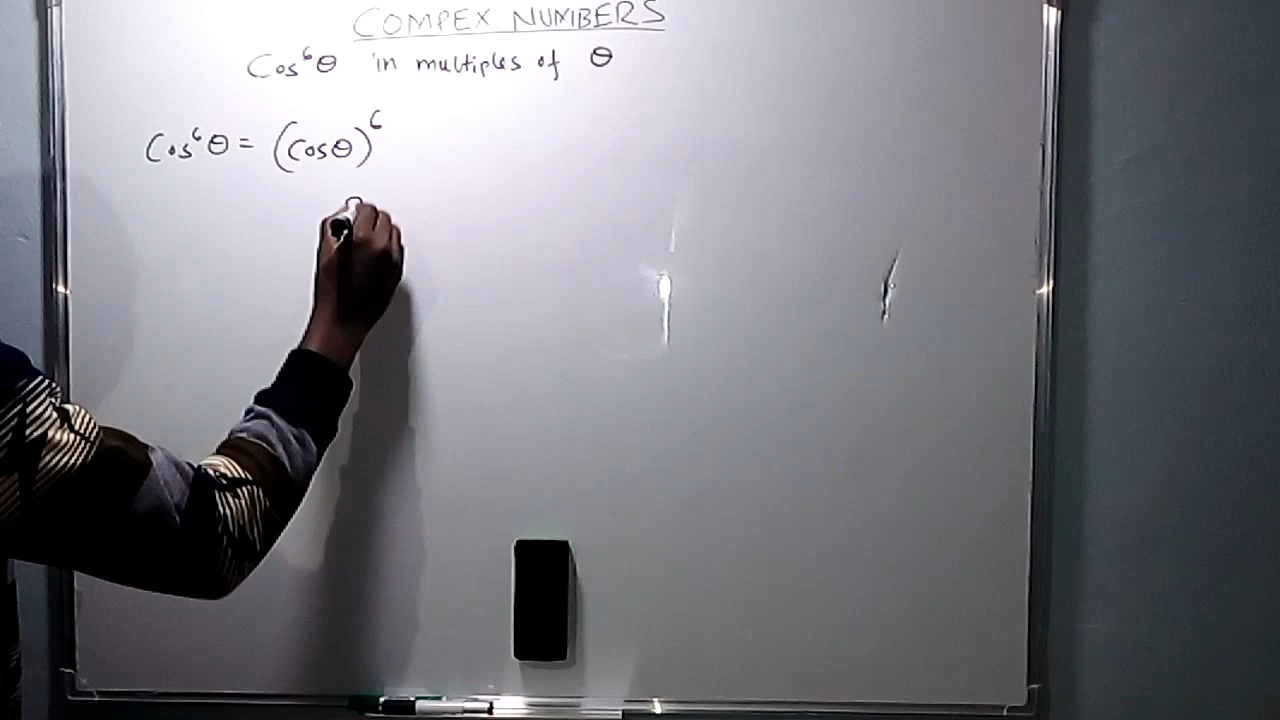 COMPEX NUMBERS
Cos⁶θ in multiples of θ
Cos⁶θ = (Cosθ)⁶